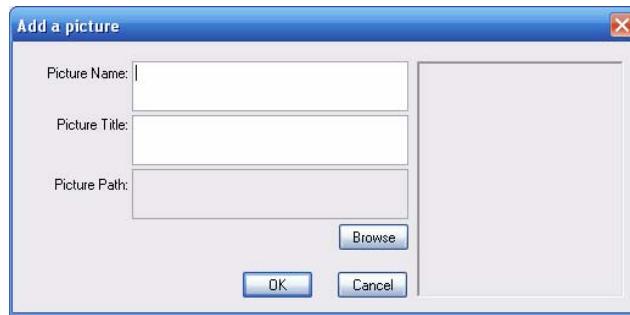 Add a picture
Picture Name:
Picture Title:
Picture Path:
Browse
OK
Cancel